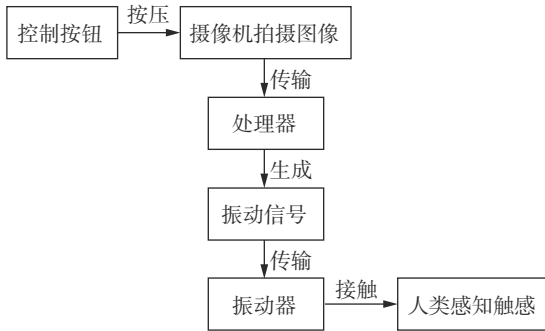 控制按钮
按压
摄像机拍摄图像
传输
处理器
生成
振动信号
传输
振动器
接触
人类感知触感